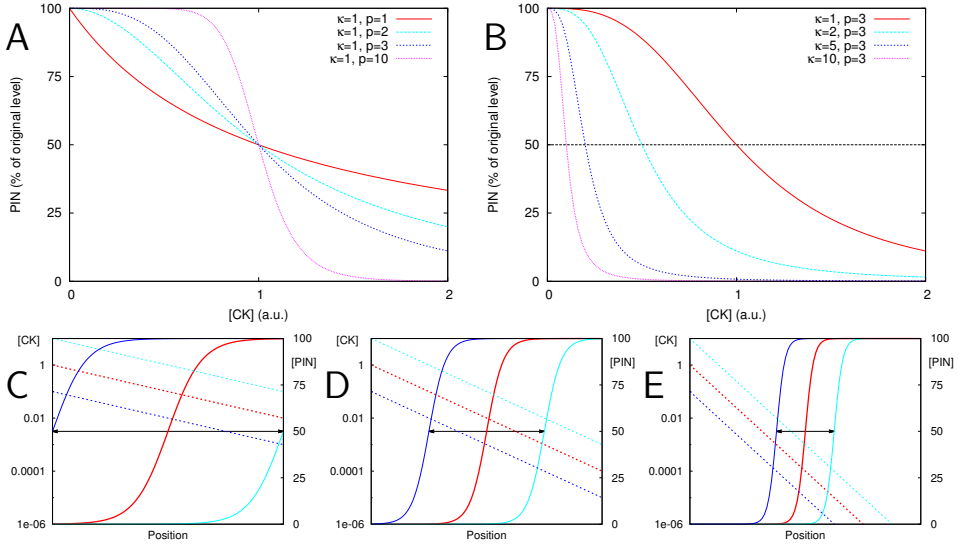 A
PIN (% of original level)
100
75
50
25
0
0
1
2
[CK] (a.u.)
κ=1, p=1
κ=1, p=2
κ=1, p=3
κ=1, p=10
B
PIN (% of original level)
100
75
50
25
0
0
1
2
[CK] (a.u.)
κ=1, p=3
κ=2, p=3
κ=5, p=3
κ=10, p=3
C
[CK]
1
0.01
0.0001
1e-06
Position
100
[PIN]
75
50
25
0
D
[CK]
1
0.01
0.0001
1e-06
Position
100
[PIN]
75
50
25
0
E
[CK]
1
0.01
0.0001
1e-06
Position
100
[PIN]
75
50
25
0